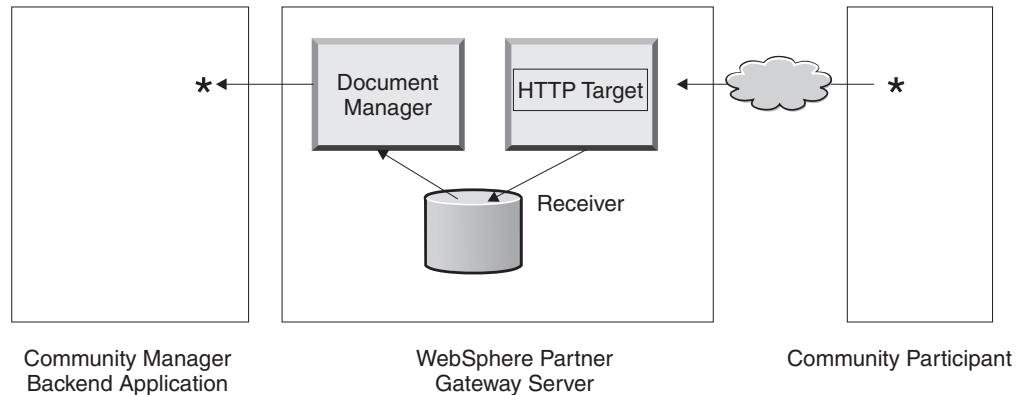 Document
Manager
HTTP Target
*
*
Receiver
Community Manager
Backend Application
WebSphere Partner
Gateway Server
Community Participant